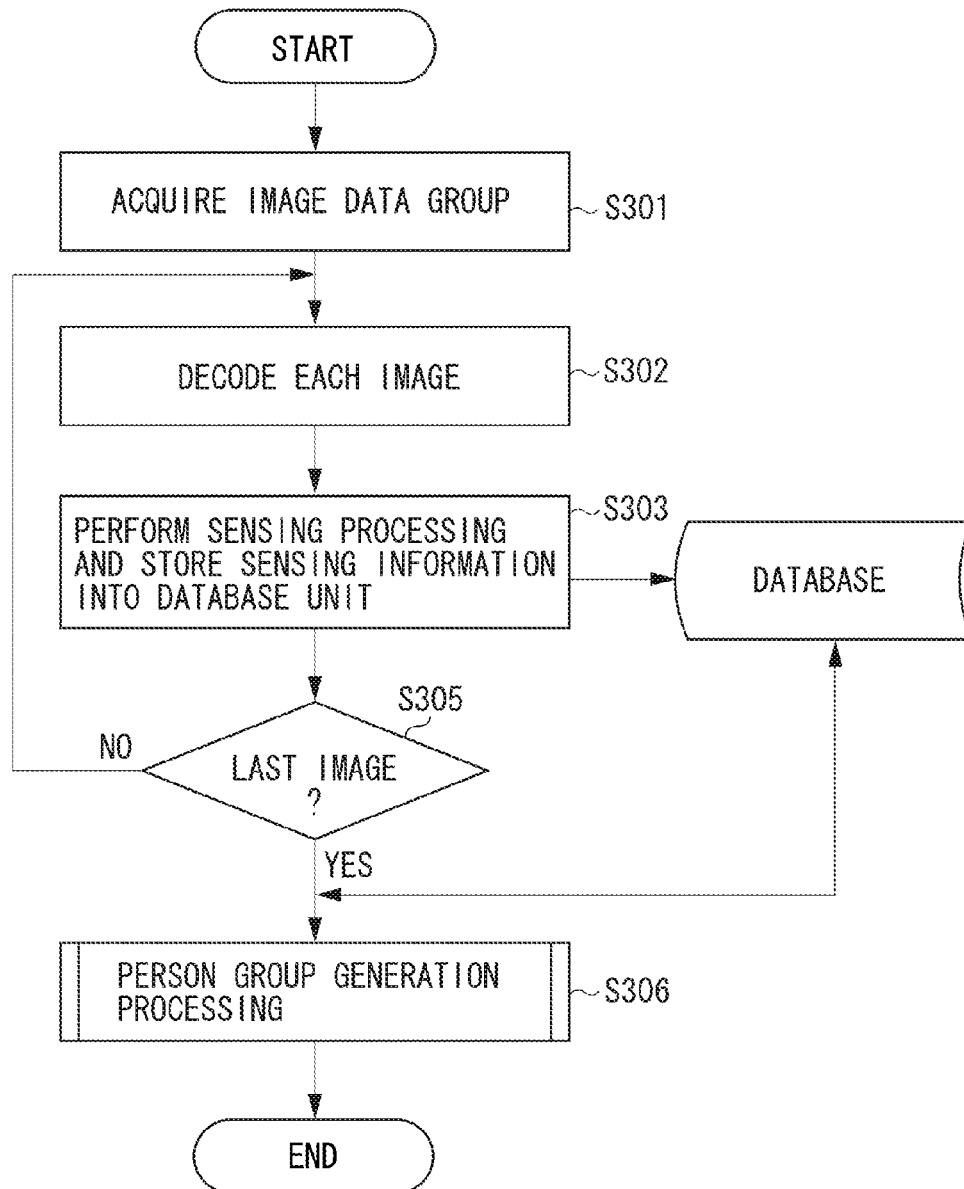 START
ACQUIRE IMAGE DATA GROUP
S301
DECODE EACH IMAGE
S302
PERFORM SENSING PROCESSING
AND STORE SENSING INFORMATION
INTO DATABASE UNIT
S303
DATABASE
S305
NO
LAST IMAGE
?
YES
PERSON GROUP GENERATION
PROCESSING
S306
END